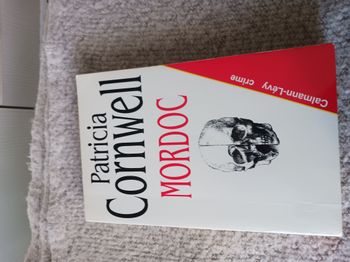 Patricia
Cornwell
MORDOC
Calmann-Lévy
crime